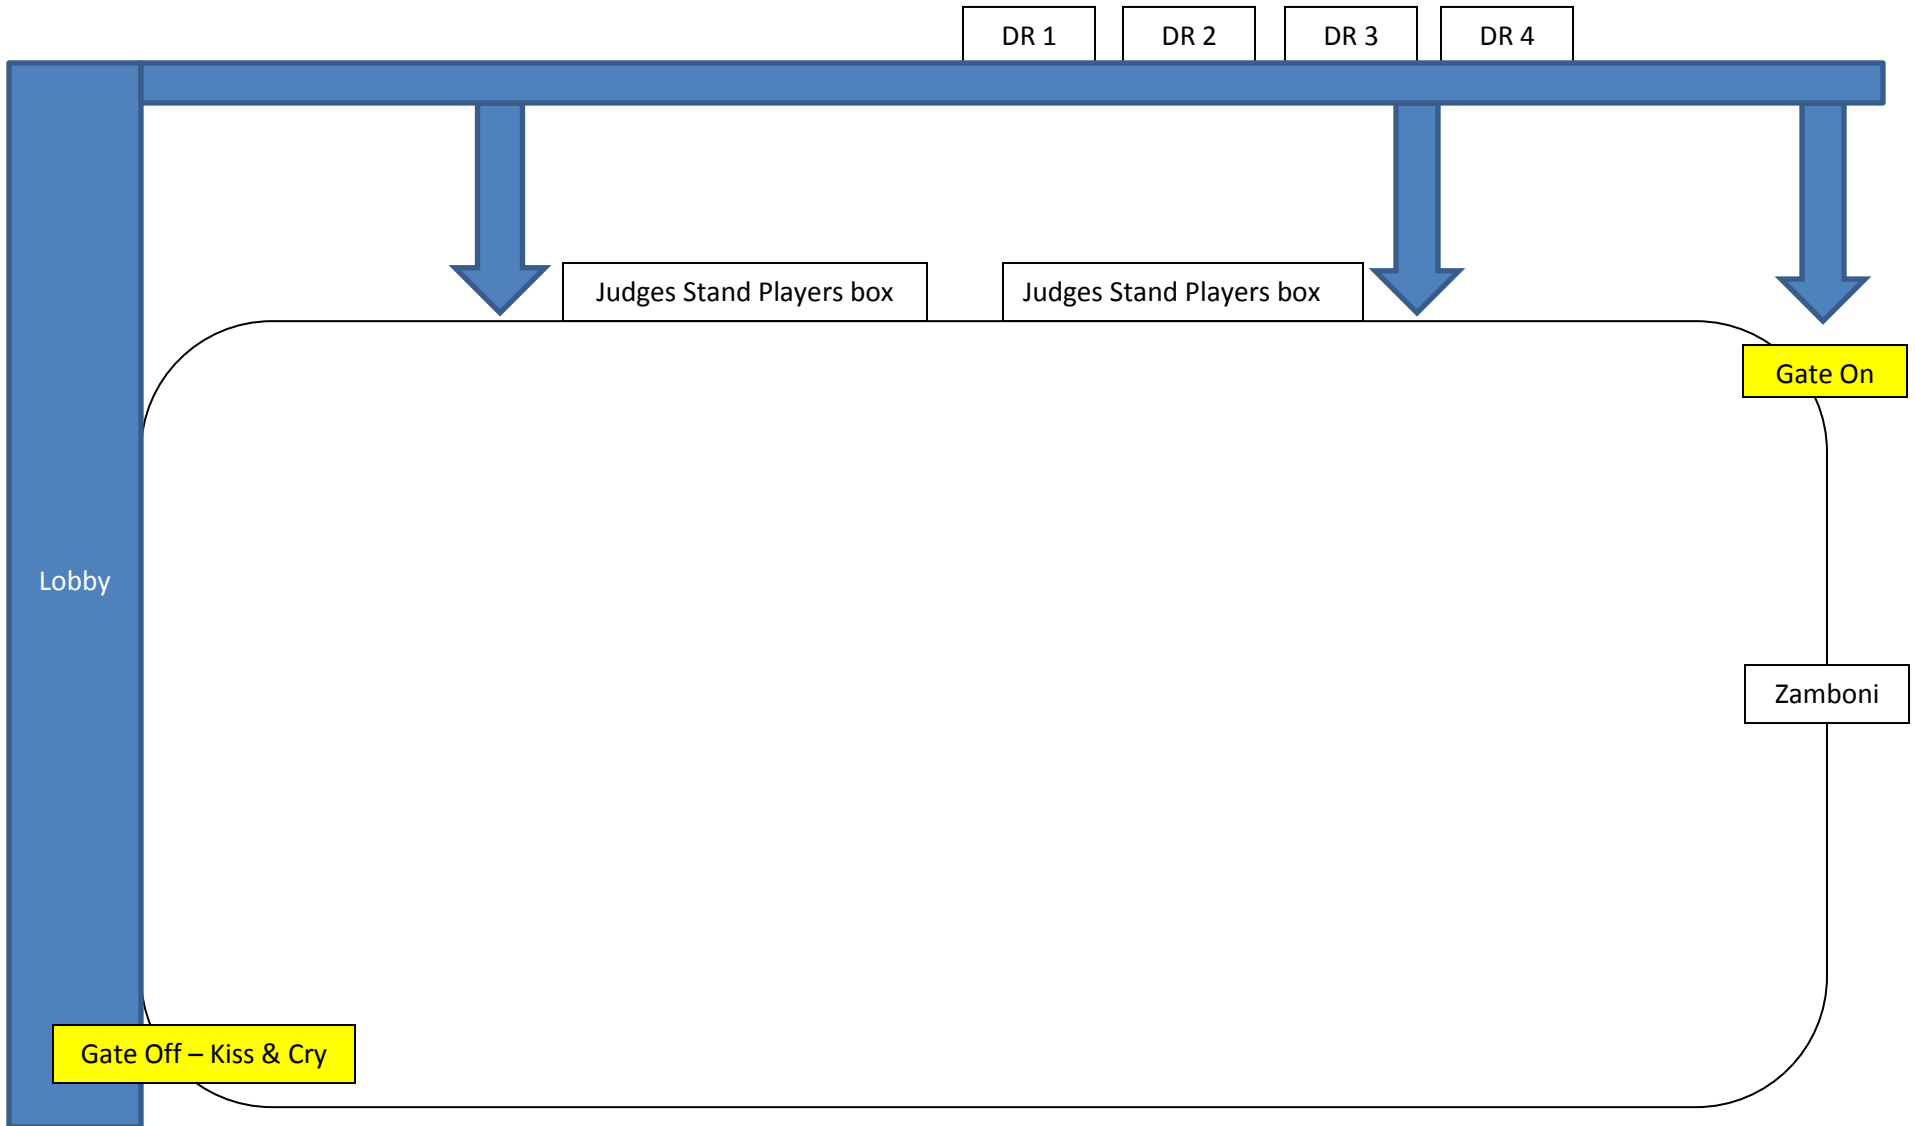 DR 1
DR 2
DR 3
DR 4
Judges Stand Players box
Judges Stand Players box
Gate On
Lobby
Zamboni
Gate Off – Kiss & Cry